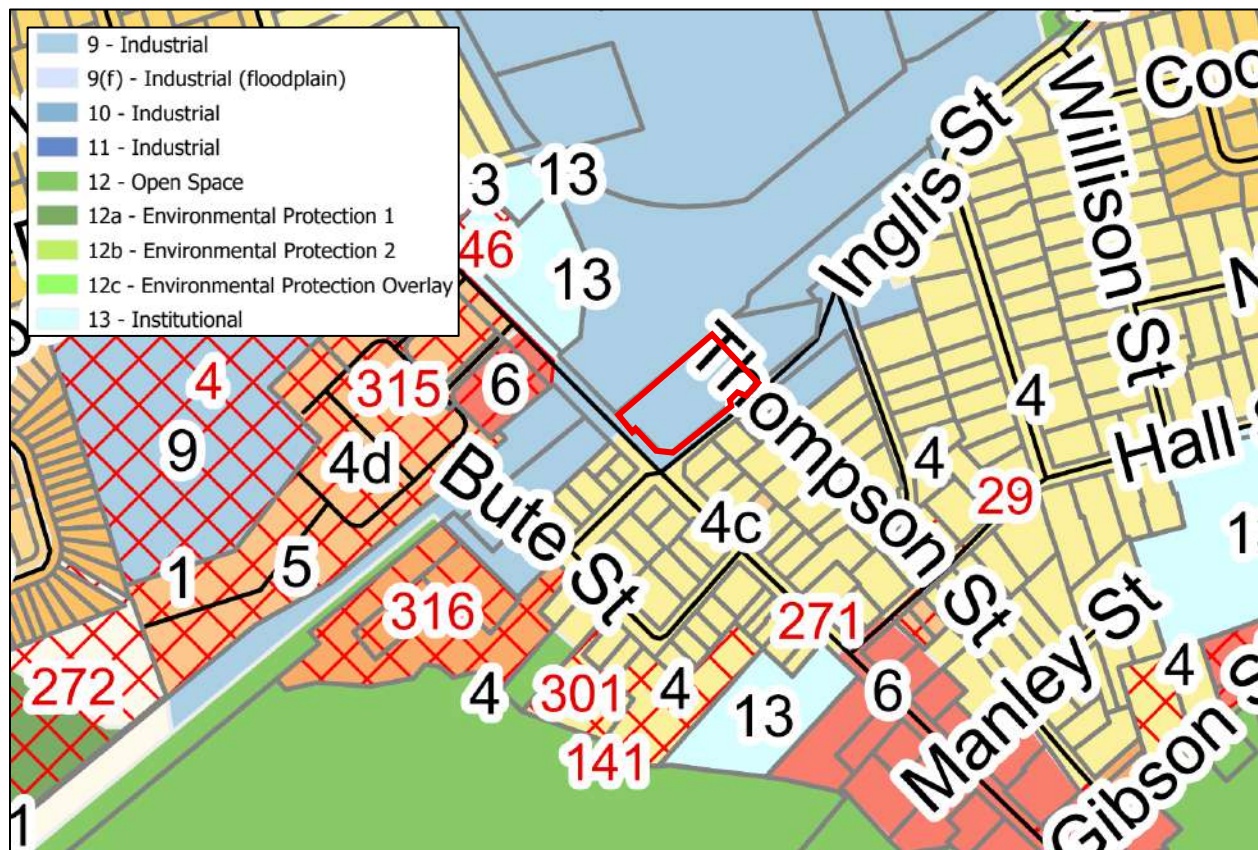 9 - Industrial
9(f) - Industrial (floodplain)
10 - Industrial
11 - Industrial
12 - Open Space
12a - Environmental Protection 1
12b - Environmental Protection 2
12c - Environmental Protection Overlay
13 - Institutional
3
13
46
13
Inglis St
Willison St
4
315
6
9
4d
Thompson St
4
4
Hall
29
Bute St
4c
1
5
316
271
272
4
301
4
13
6
Manley St
4
141
Gibson S
1